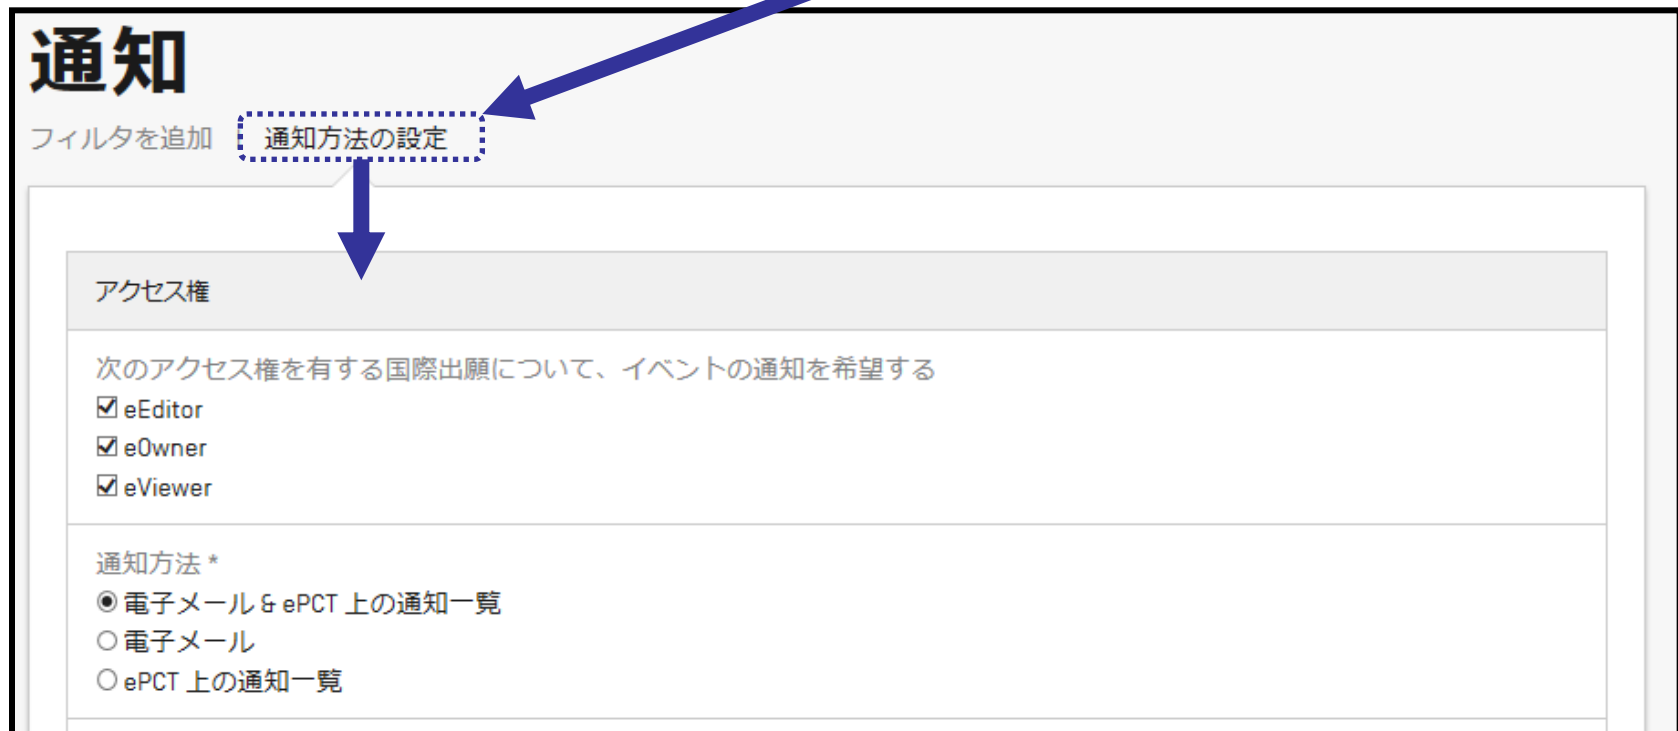 通知
フィルタを追加 通知方法の設定
アクセス権
次のアクセス権を有する国際出願について、イベントの通知を希望する
eEditor
eOwner
eViewer
通知方法 *
電子メール & ePCT 上の通知一覧
電子メール
ePCT 上の通知一覧